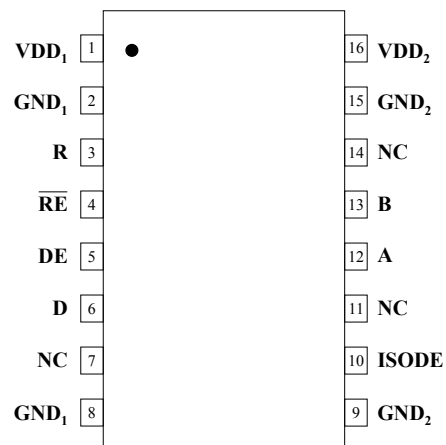 VDD₁ 1 16 VDD₂
GND₁ 2 15 GND₂
R 3 14 NC
R̅E̅ 4 13 B
DE 5 12 A
D 6 11 NC
NC 7 10 ISODE
GND₁ 8 9 GND₂